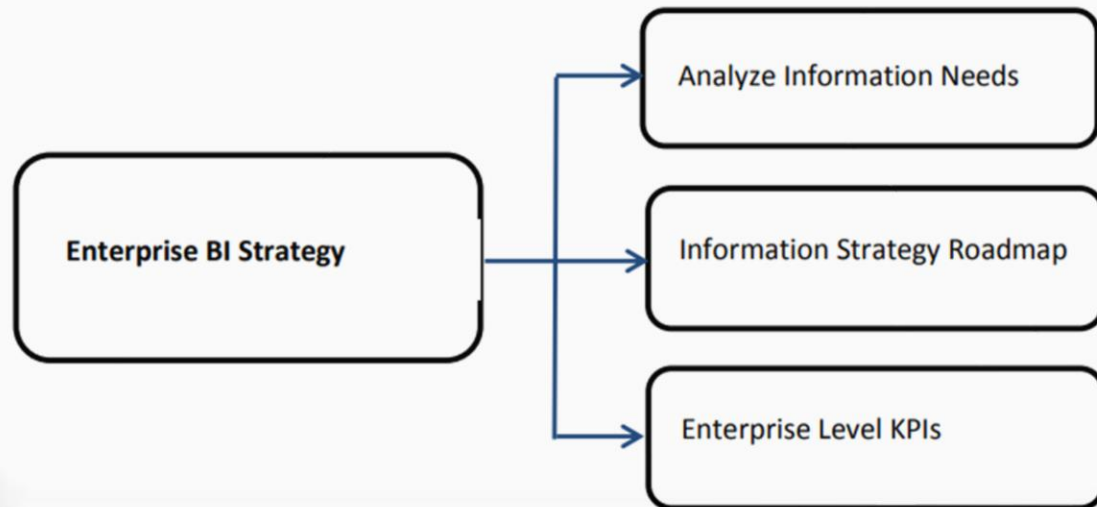 Enterprise BI Strategy
Analyze Information Needs
Information Strategy Roadmap
Enterprise Level KPIs